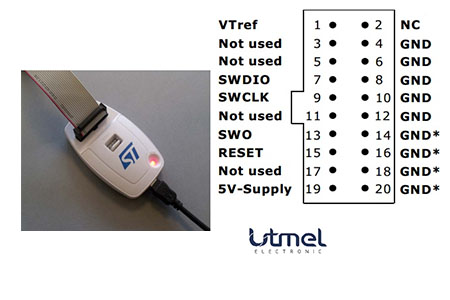 VTref 1 2 NC
Not used 3 4 GND
Not used 5 6 GND
SWDIO 7 8 GND
SWCLK 9 10 GND
Not used 11 12 GND
SWO 13 14 GND*
RESET 15 16 GND*
Not used 17 18 GND*
5V-Supply 19 20 GND*
ST
Utmel
ELECTRONIC